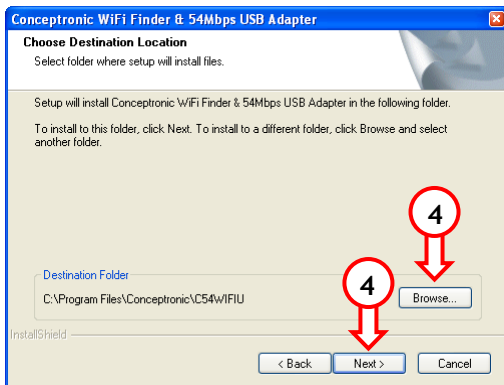 Conceptronic WiFi Finder & 54Mbps USB Adapter
Choose Destination Location
Select folder where setup will install files.
Setup will install Conceptronic WiFi Finder & 54Mbps USB Adapter in the following folder.
To install to this folder, click Next. To install to a different folder, click Browse and select
another folder.
4
Destination Folder
4
C:\Program Files\Conceptronic\C54WIFIU
Browse...
InstallShield
< Back
Next >
Cancel